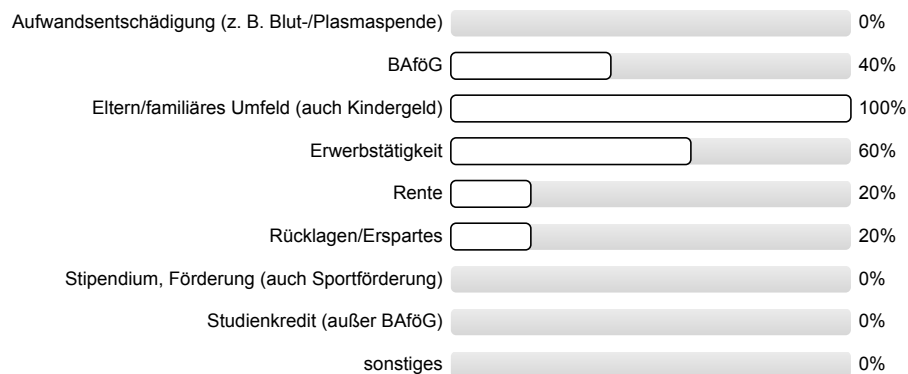 Aufwandsentschädigung (z. B. Blut-/Plasmaspende) 0%
BAföG 40%
Eltern/familiäres Umfeld (auch Kindergeld) 100%
Erwerbstätigkeit 60%
Rente 20%
Rücklagen/Erspartes 20%
Stipendium, Förderung (auch Sportförderung) 0%
Studienkredit (außer BAföG) 0%
sonstiges 0%